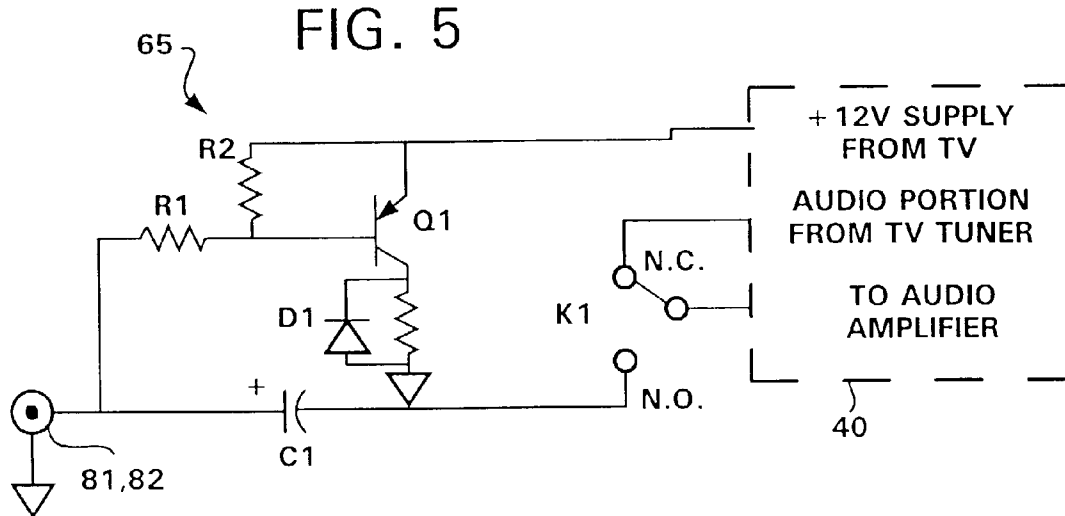 FIG. 5
65
R2
R1
Q1
D1
+
C1
81,82
K1
N.C.
N.O.
+12V SUPPLY
FROM TV
AUDIO PORTION
FROM TV TUNER
TO AUDIO
AMPLIFIER
40